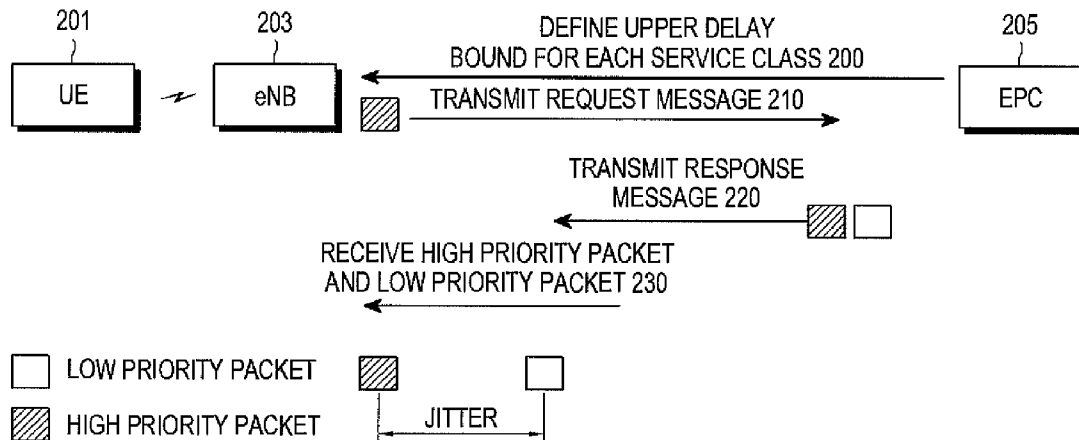 201
203
205
UE
eNB
EPC
DEFINE UPPER DELAY
BOUND FOR EACH SERVICE CLASS 200
TRANSMIT REQUEST MESSAGE 210
TRANSMIT RESPONSE
MESSAGE 220
RECEIVE HIGH PRIORITY PACKET
AND LOW PRIORITY PACKET 230
LOW PRIORITY PACKET
HIGH PRIORITY PACKET
JITTER